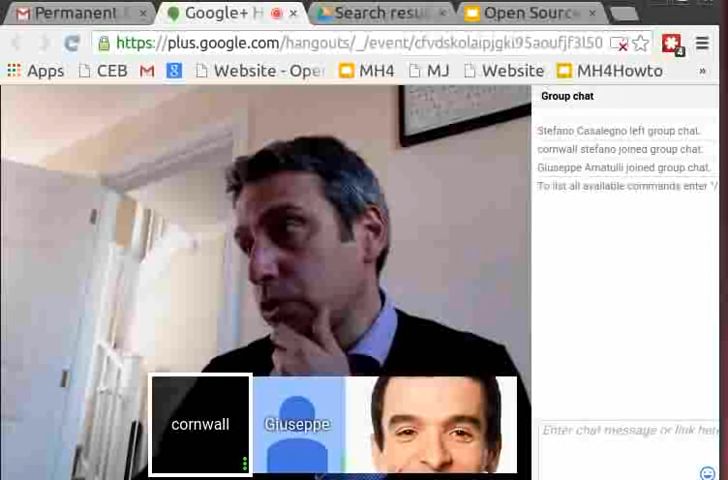 Permanent
Google+ H
Search resu
Open Source
https://plus.google.com/hangouts/_/event/cfvdskolaipjgki95aoufjf3l50
Apps
CEB
Website - Oper
MH4
MJ
Website
MH4Howto
»
Group chat
Stefano Casalegno left group chat.
cornwall stefano joined group chat.
Giuseppe Amatulli joined group chat.
To list all available commands enter "/
Enter chat message or link here
cornwall
Giuseppe